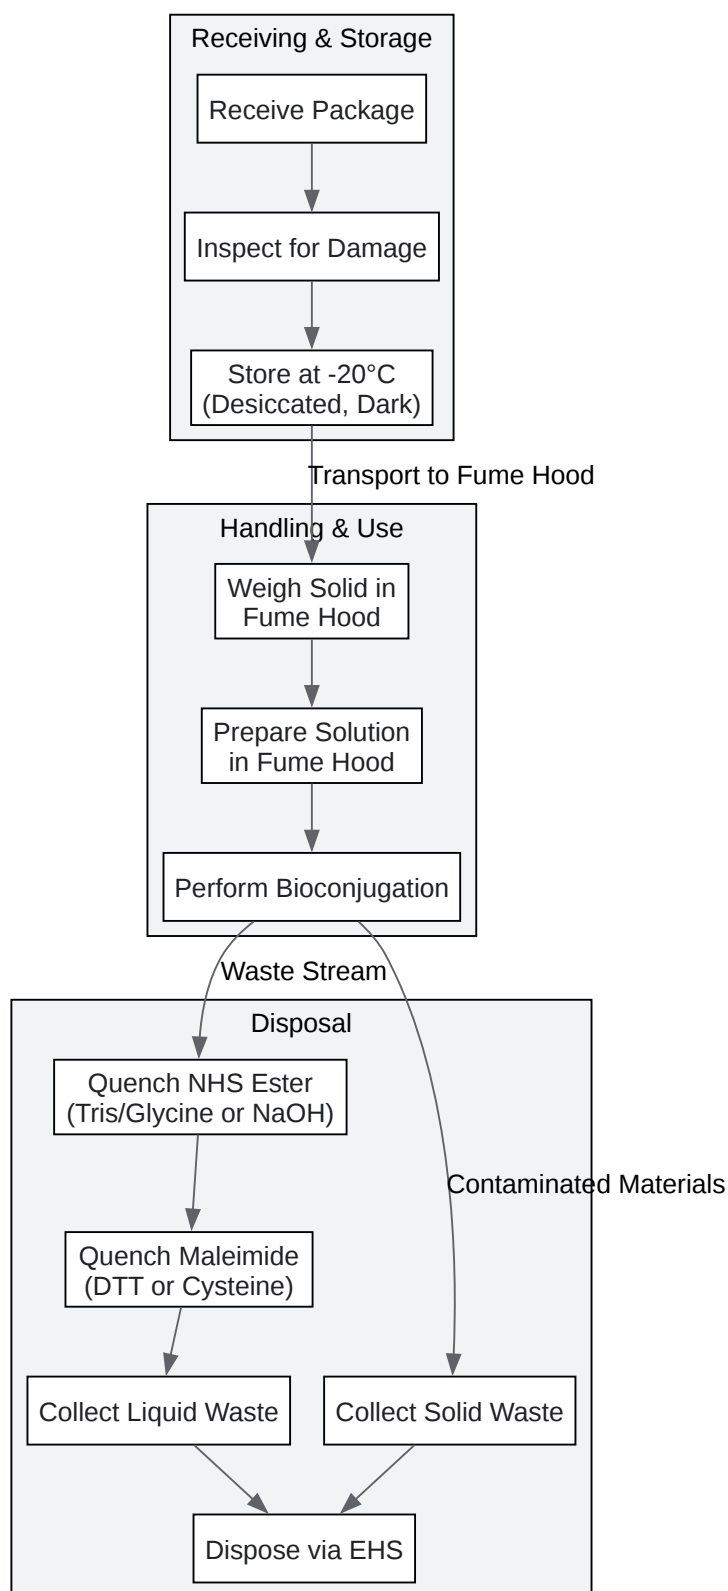 Receiving & Storage
Receive Package
Inspect for Damage
Store at -20°C
(Desiccated, Dark)
Transport to Fume Hood
Handling & Use
Weigh Solid in
Fume Hood
Prepare Solution
in Fume Hood
Perform Bioconjugation
Waste Stream
Disposal
Quench NHS Ester
(Tris/Glycine or NaOH)
Contaminated Materials
Quench Maleimide
(DTT or Cysteine)
Collect Liquid Waste
Collect Solid Waste
Dispose via EHS